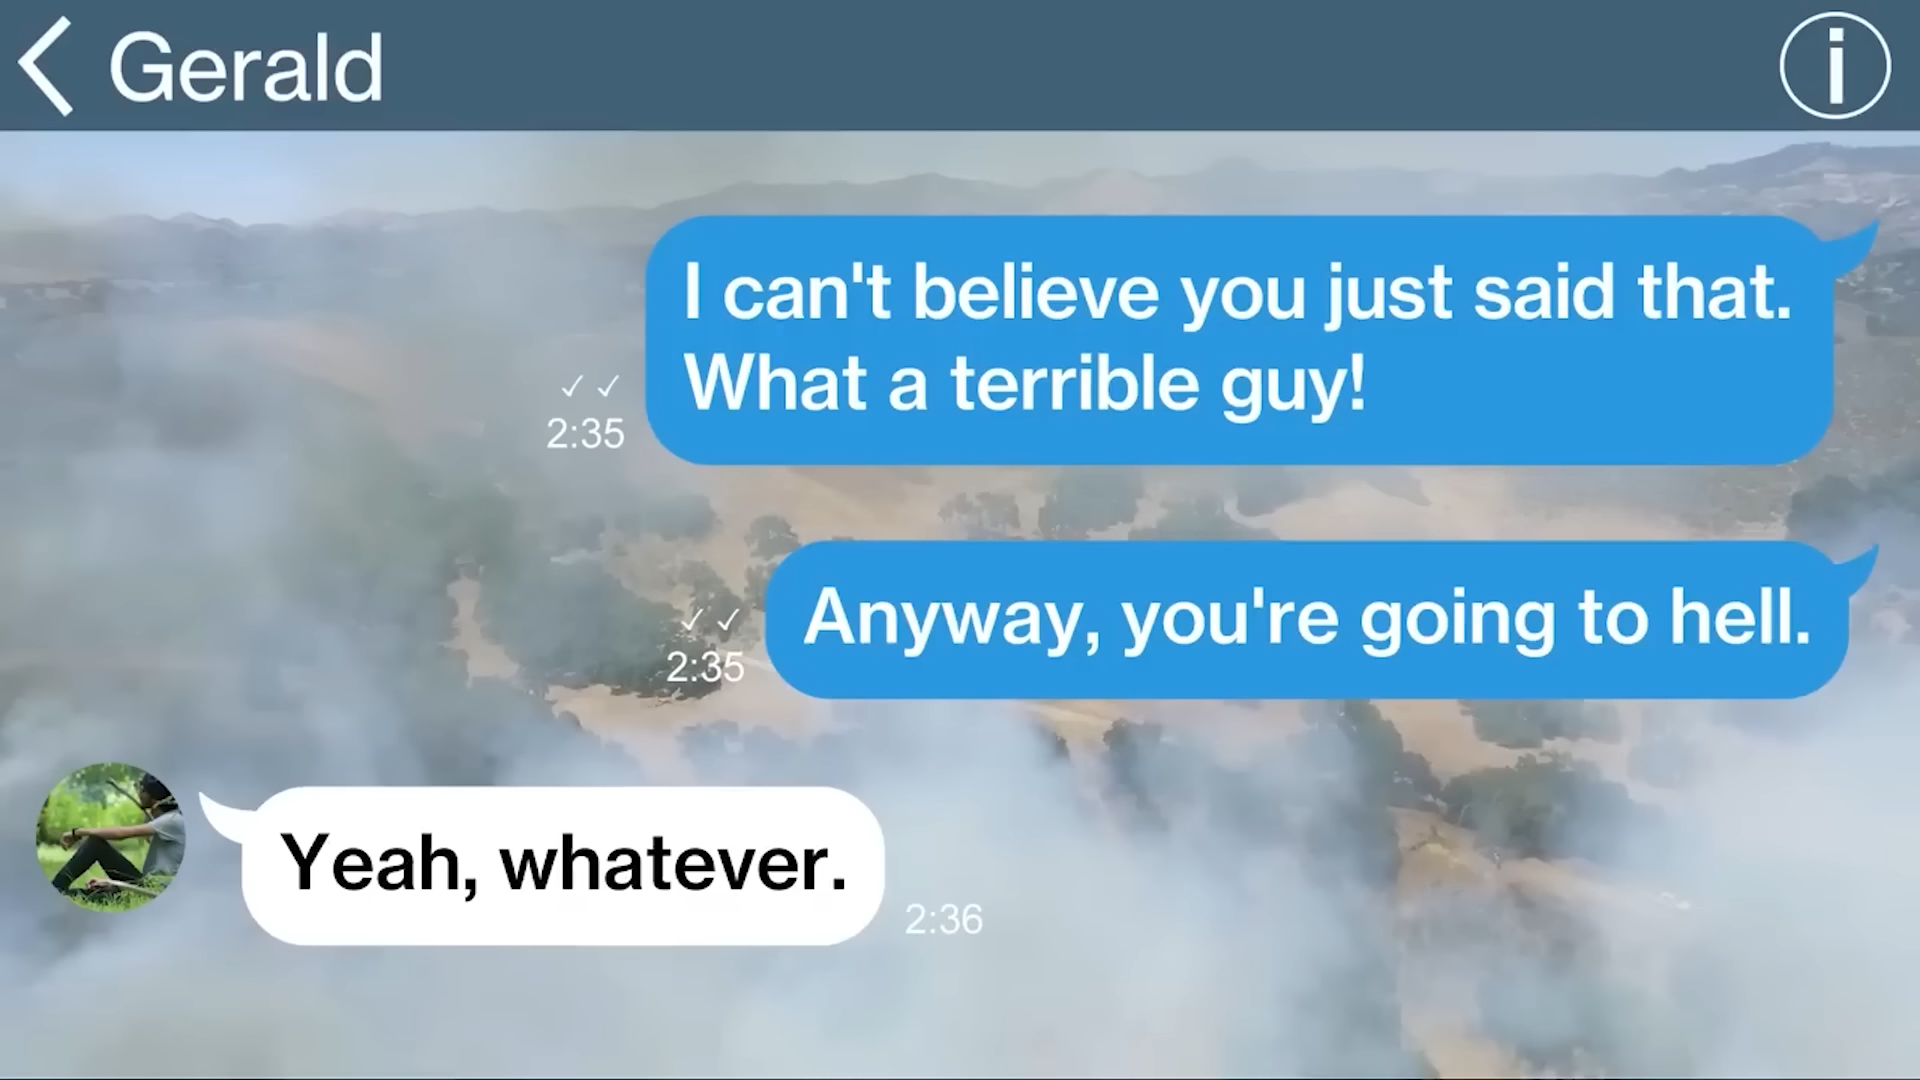 Gerald
I can't believe you just said that.
What a terrible guy!
✓ ✓
2:35
Anyway, you're going to hell.
✓ ✓
2:35
Yeah, whatever.
2:36